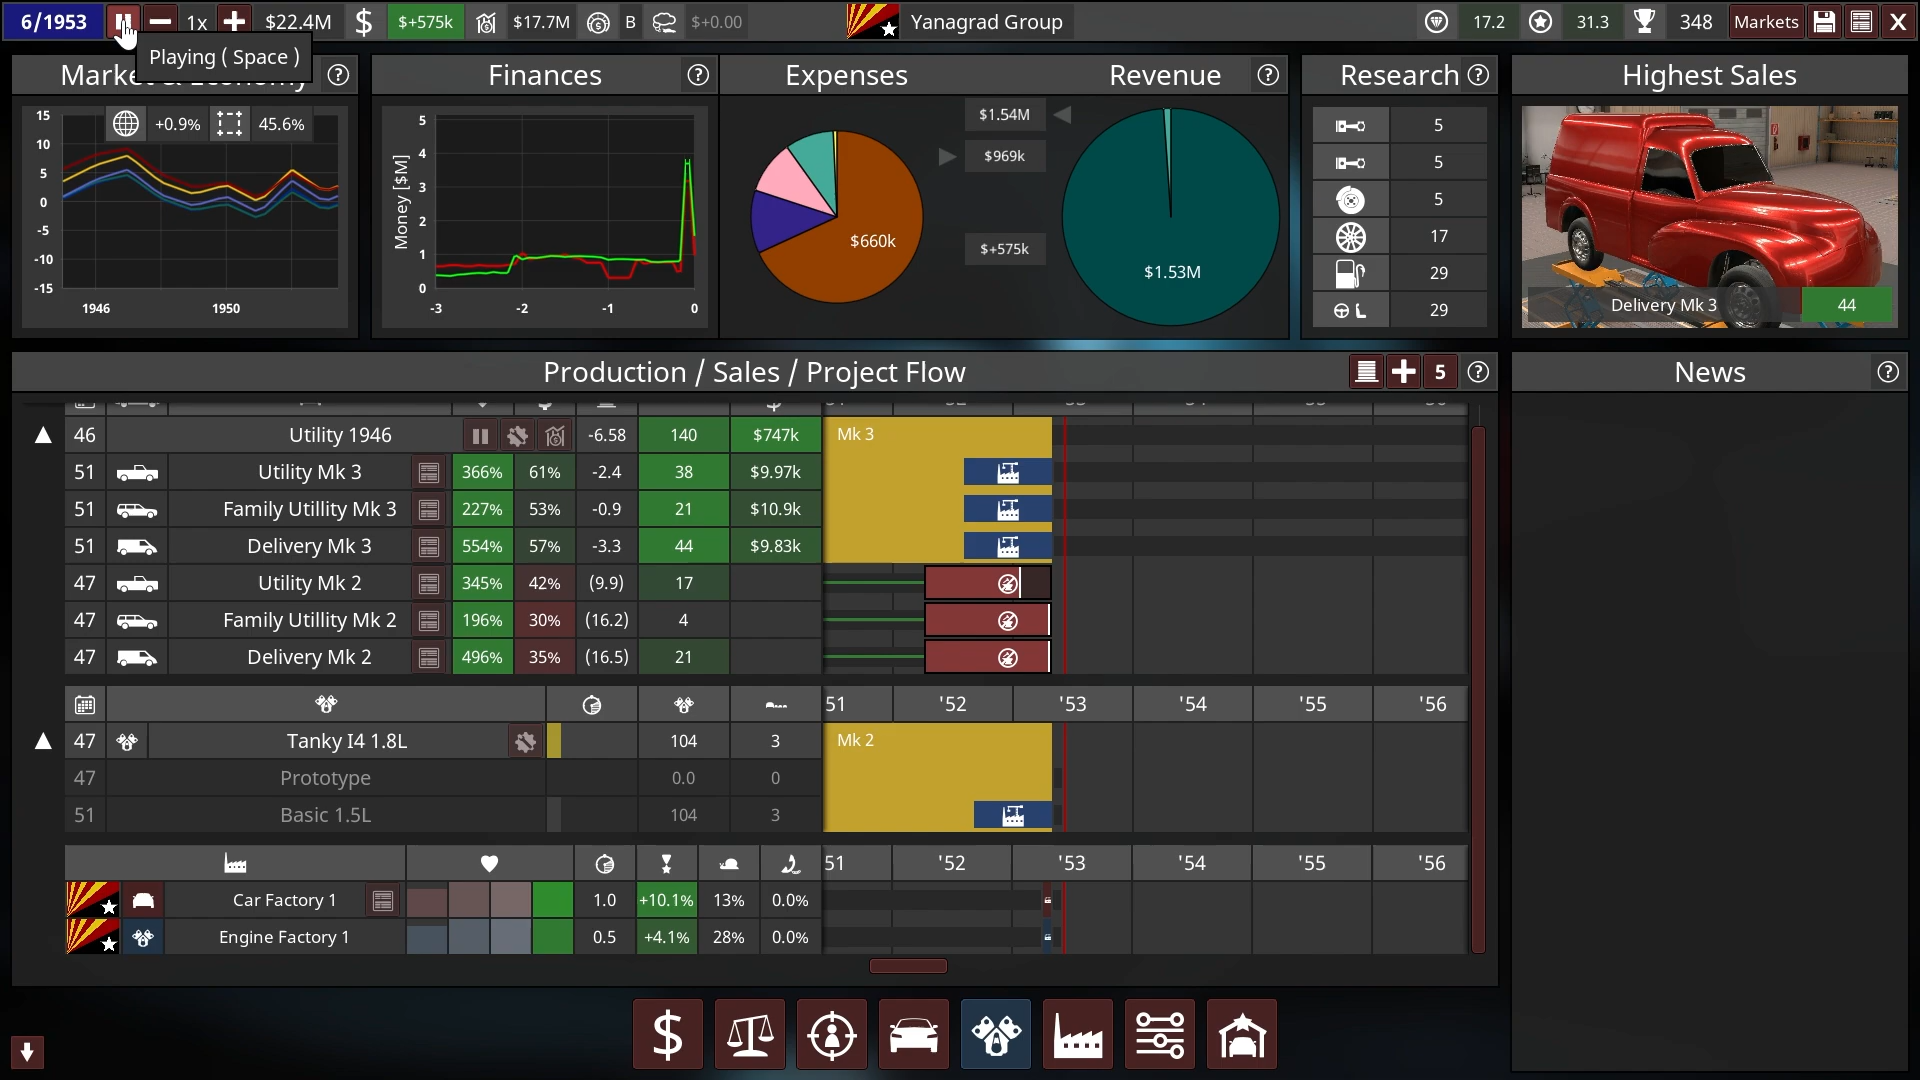 6/1953 1x $22.4M $+575k $17.7M B $+0.00 Yanagrad Group 17.2 31.3 348 Markets
Playing ( Space )
Finances
Expenses
Revenue
Research
Highest Sales
+0.9% 45.6%
15
10
5
0
-5
-10
-15
1946 1950
Money [$M]
5
4
3
2
1
0
-3 -2 -1 0
$660k
$1.54M
$969k
$+575k
$1.53M
5
5
5
17
29
29
Delivery Mk 3 44
Production / Sales / Project Flow 5
News
46 Utility 1946 -6.58 140 $747k Mk 3
51 Utility Mk 3 366% 61% -2.4 38 $9.97k
51 Family Utillity Mk 3 227% 53% -0.9 21 $10.9k
51 Delivery Mk 3 554% 57% -3.3 44 $9.83k
47 Utility Mk 2 345% 42% (9.9) 17
47 Family Utillity Mk 2 196% 30% (16.2) 4
47 Delivery Mk 2 496% 35% (16.5) 21
51 '52 '53 '54 '55 '56
47 Tanky I4 1.8L 104 3 Mk 2
47 Prototype 0.0 0
51 Basic 1.5L 104 3
51 '52 '53 '54 '55 '56
Car Factory 1 1.0 +10.1% 13% 0.0%
Engine Factory 1 0.5 +4.1% 28% 0.0%